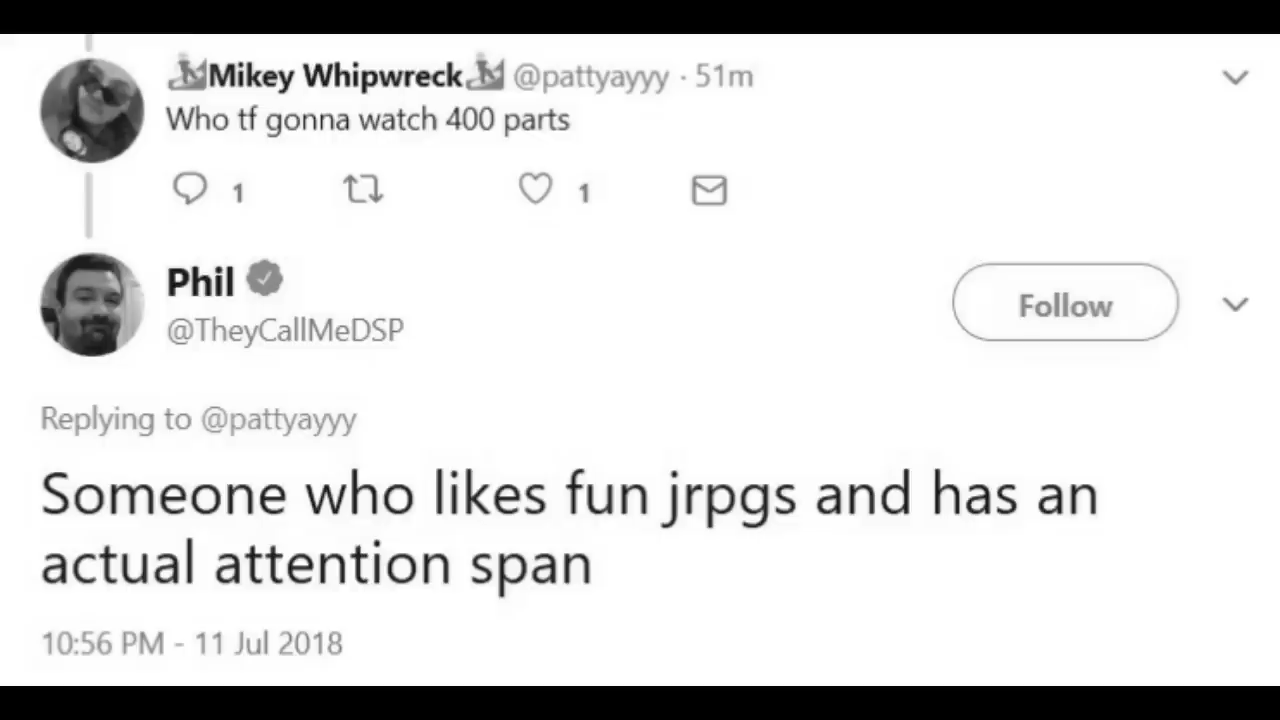 Mikey Whipwreck @pattyayyy · 51m
Who tf gonna watch 400 parts
1 1
Phil
@TheyCallMeDSP
Follow
Replying to @pattyayyy
Someone who likes fun jrpgs and has an
actual attention span
10:56 PM - 11 Jul 2018